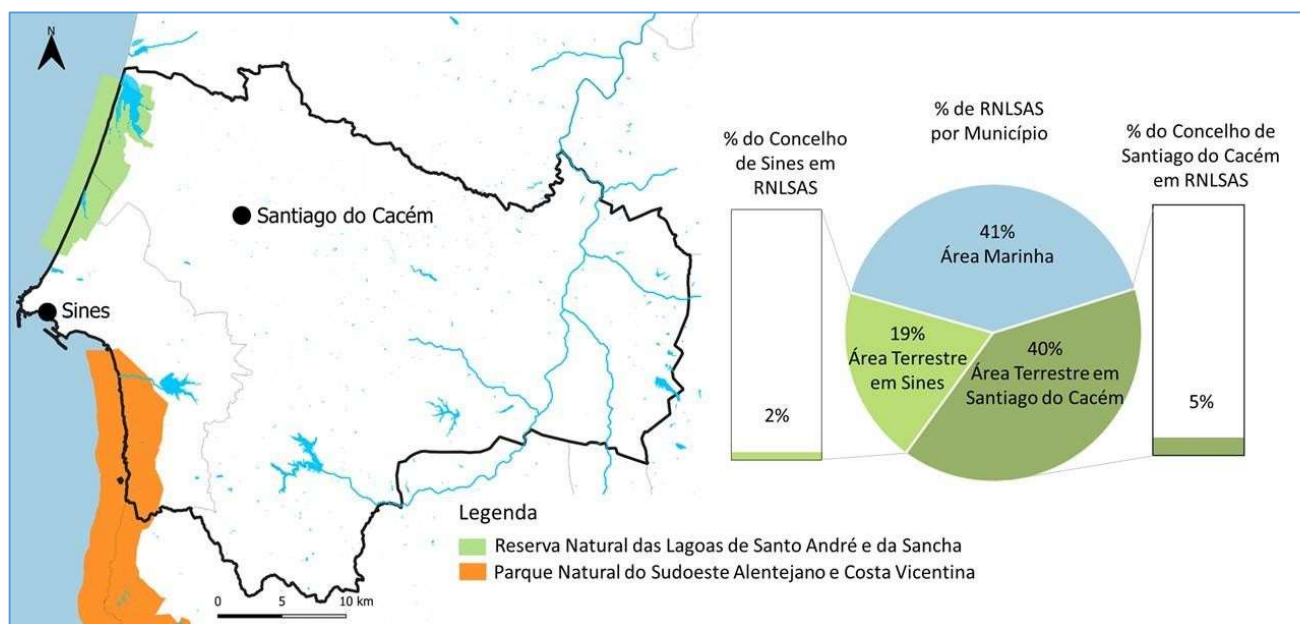 N
Santiago do Cacém
Sines
0 5 10 km
Legenda
Reserva Natural das Lagoas de Santo André e da Sancha
Parque Natural do Sudoeste Alentejano e Costa Vicentina
% do Concelho
de Sines em
RNLSAS
2%
% de RNLSAS
por Município
41%
Área Marinha
19%
Área Terrestre
em Sines
40%
Área Terrestre em
Santiago do Cacém
% do Concelho de
Santiago do Cacém
em RNLSAS
5%